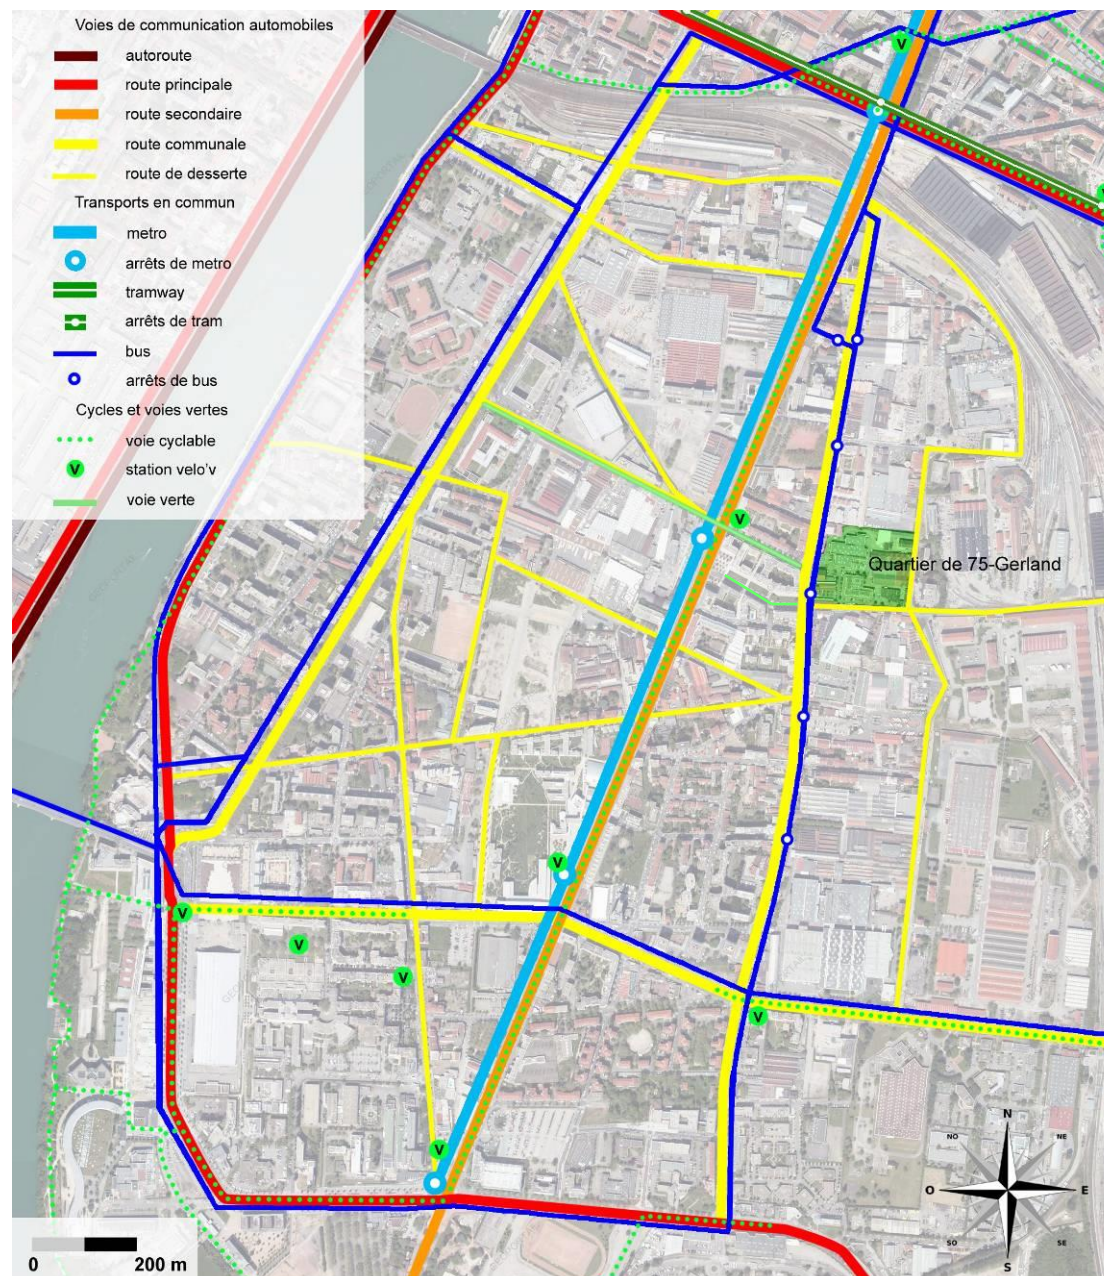 Voies de communication automobiles
autoroute
route principale
route secondaire
route communale
route de desserte
Transports en commun
metro
arrêts de metro
tramway
arrêts de tram
bus
arrêts de bus
Cycles et voies vertes
voie cyclable
V station velo'v
voie verte
V
V
V
Quartier de 75-Gerland
V
V
V
V
V
V
N
NO NE
O E
SO SE
S
0 200 m